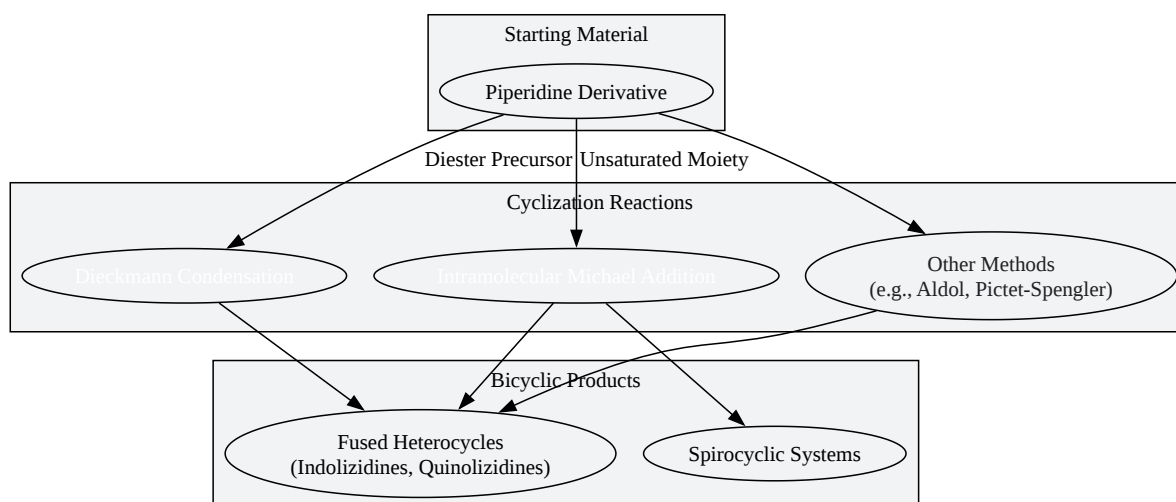 Starting Material
Piperidine Derivative
Diester Precursor
Unsaturated Moiety
Cyclization Reactions
Dieckmann Condensation
Intramolecular Michael Addition
Other Methods
(e.g., Aldol, Pictet-Spengler)
Bicyclic Products
Fused Heterocycles
(Indolizidines, Quinolizidines)
Spirocyclic Systems